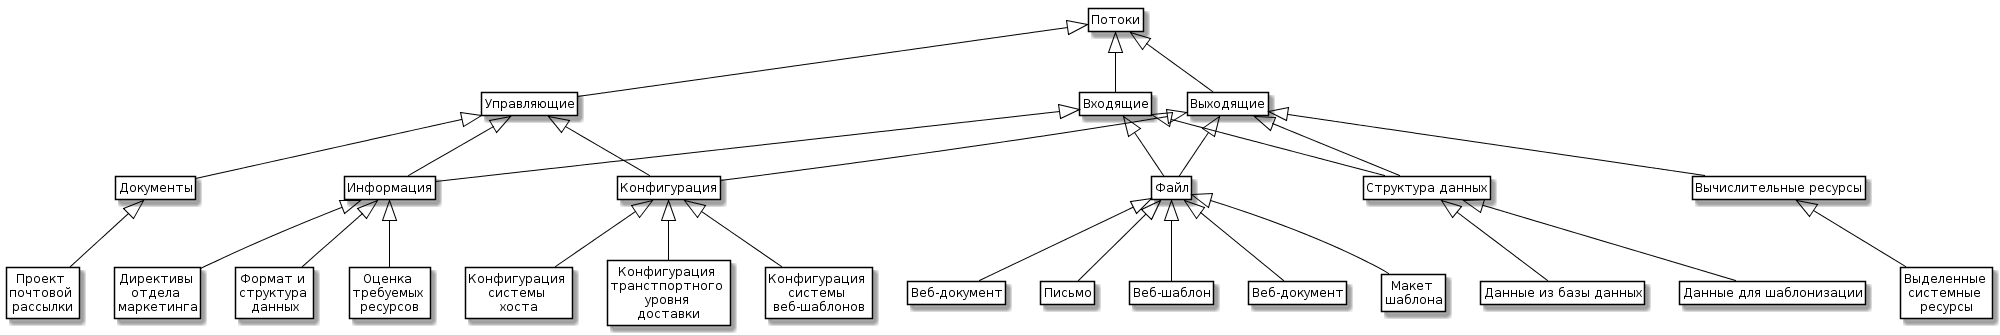 Потоки
Управляющие
Входящие
Выходящие
Документы
Информация
Конфигурация
Файл
Структура данных
Вычислительные ресурсы
Проект
почтовой
рассылки
Директивы
отдела
маркетинга
Формат и
структура
данных
Оценка
требуемых
ресурсов
Конфигурация
системы
хоста
Конфигурация
транстпортного
уровня
доставки
Конфигурация
системы
веб-шаблонов
Веб-документ
Письмо
Веб-шаблон
Веб-документ
Макет
шаблона
Данные из базы данных
Данные для шаблонизации
Выделенные
системные
ресурсы